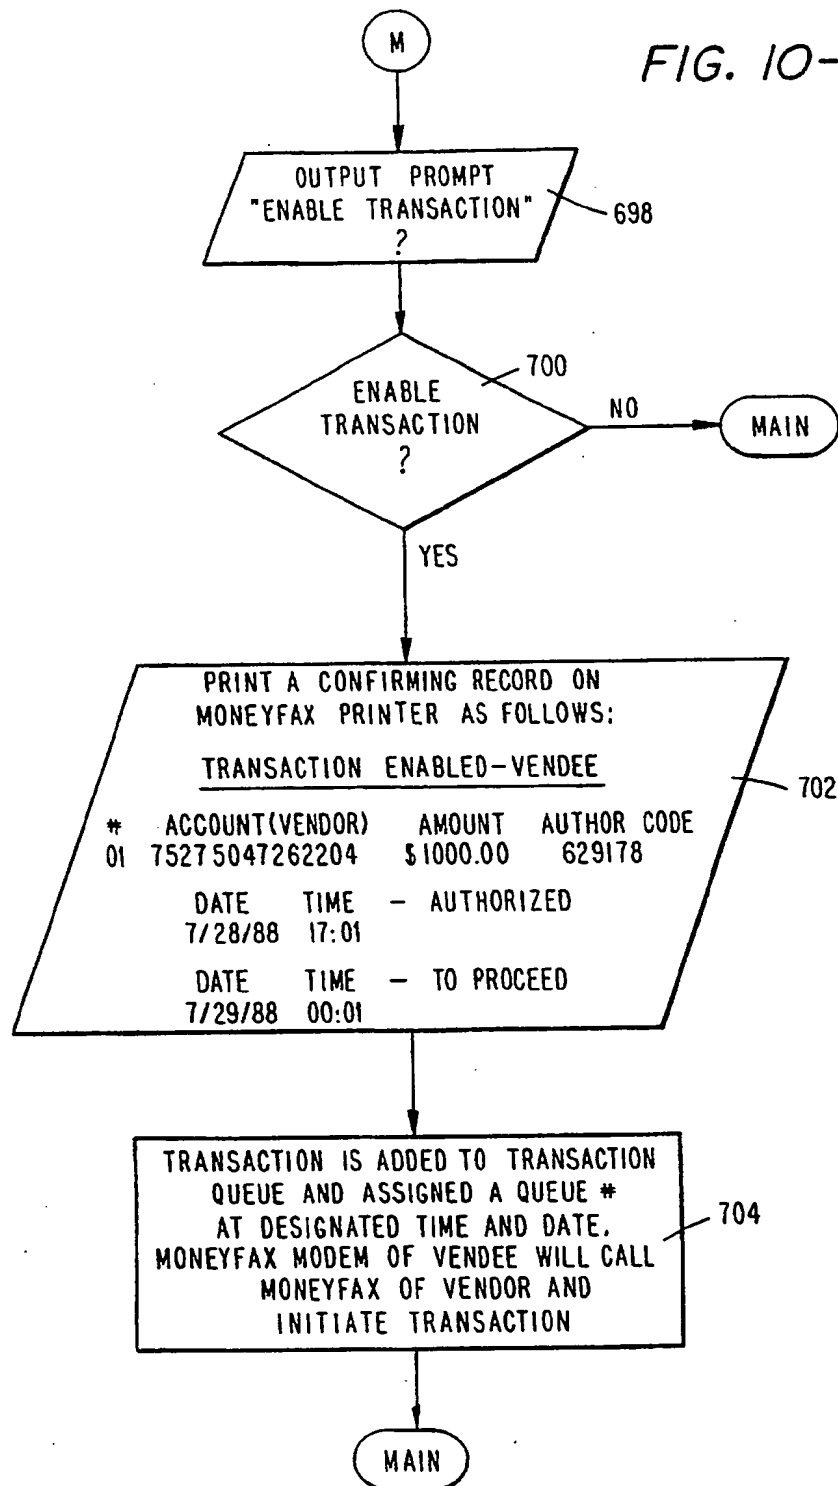 M
FIG. 10-
OUTPUT PROMPT
"ENABLE TRANSACTION"
?
698
700
ENABLE
TRANSACTION
?
NO
MAIN
YES
PRINT A CONFIRMING RECORD ON
MONEYFAX PRINTER AS FOLLOWS:
TRANSACTION ENABLED-VENDEE
702
# ACCOUNT(VENDOR) AMOUNT AUTHOR CODE
01 75275047262204 $1000.00 629178
DATE TIME - AUTHORIZED
7/28/88 17:01
DATE TIME - TO PROCEED
7/29/88 00:01
TRANSACTION IS ADDED TO TRANSACTION
QUEUE AND ASSIGNED A QUEUE #
AT DESIGNATED TIME AND DATE.
704
MONEYFAX MODEM OF VENDEE WILL CALL
MONEYFAX OF VENDOR AND
INITIATE TRANSACTION
MAIN